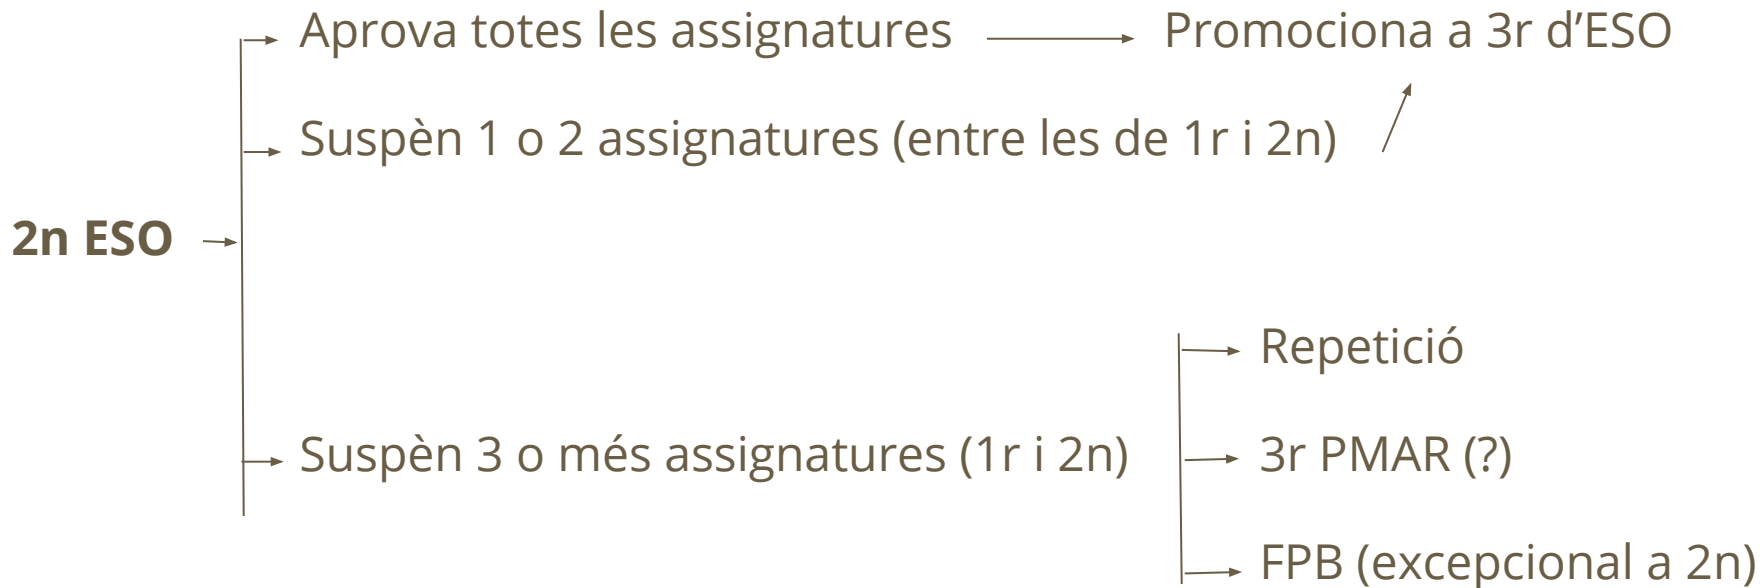 Aprova totes les assignatures
Promociona a 3r d’ESO
Suspèn 1 o 2 assignatures (entre les de 1r i 2n)
2n ESO
Repetició
Suspèn 3 o més assignatures (1r i 2n)
3r PMAR (?)
FPB (excepcional a 2n)